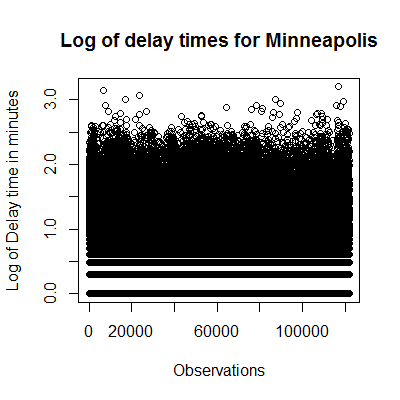 Log of delay times for Minneapolis
Log of Delay time in minutes
3.0
2.0
1.0
0.0
0 20000 60000 100000
Observations